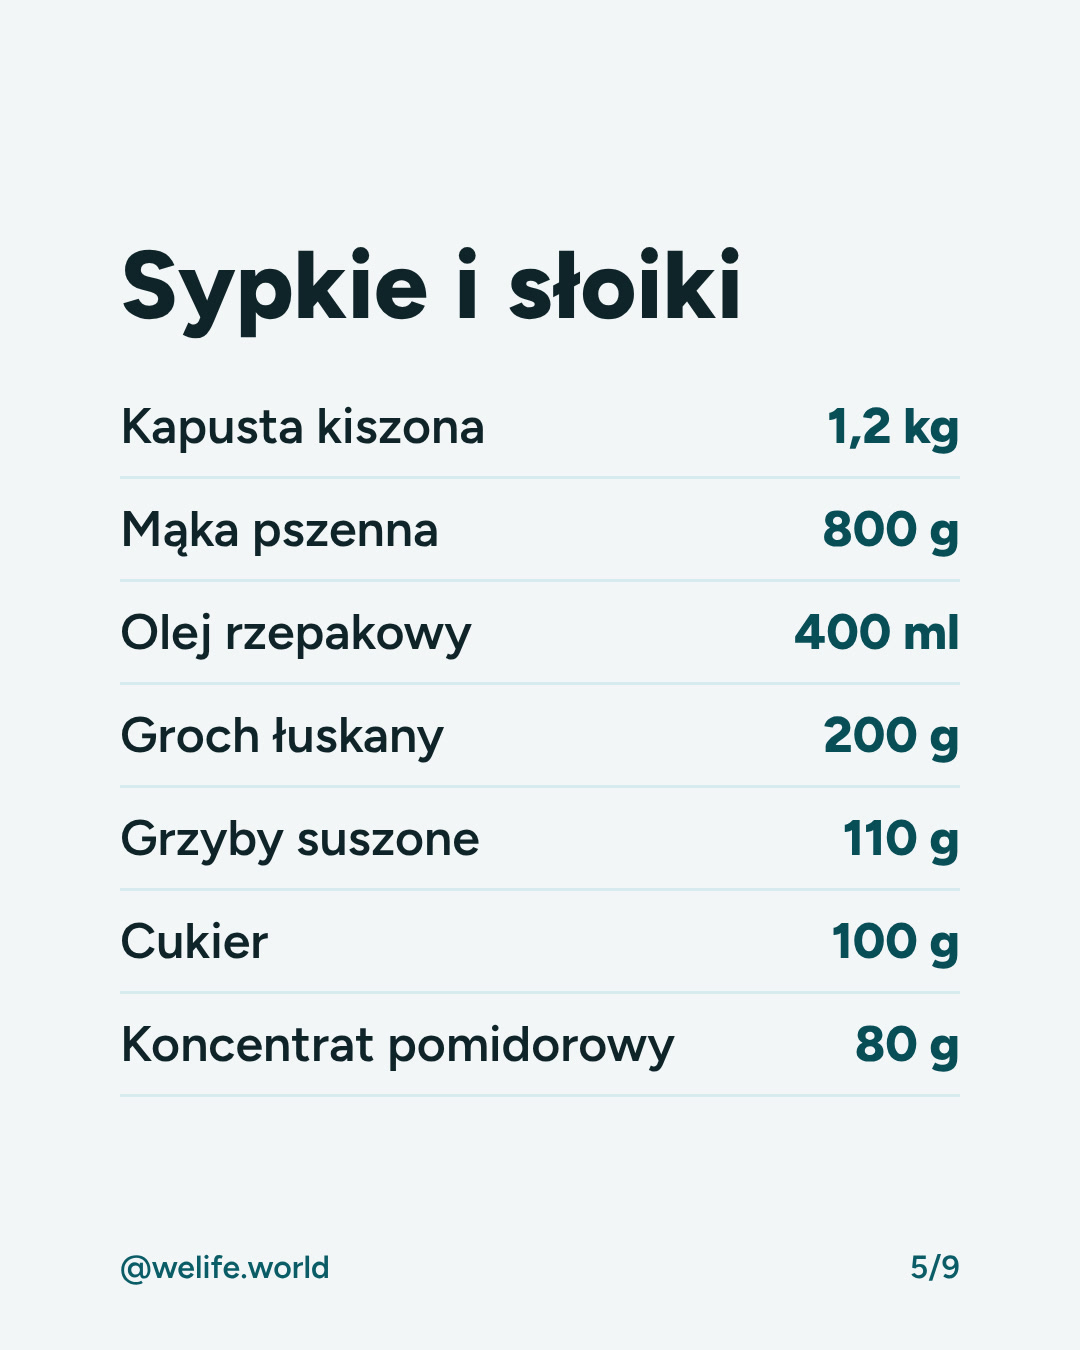 Sypkie i słoiki
Kapusta kiszona 1,2 kg
Mąka pszenna 800 g
Olej rzepakowy 400 ml
Groch łuskany 200 g
Grzyby suszone 110 g
Cukier 100 g
Koncentrat pomidorowy 80 g
@welife.world 5/9